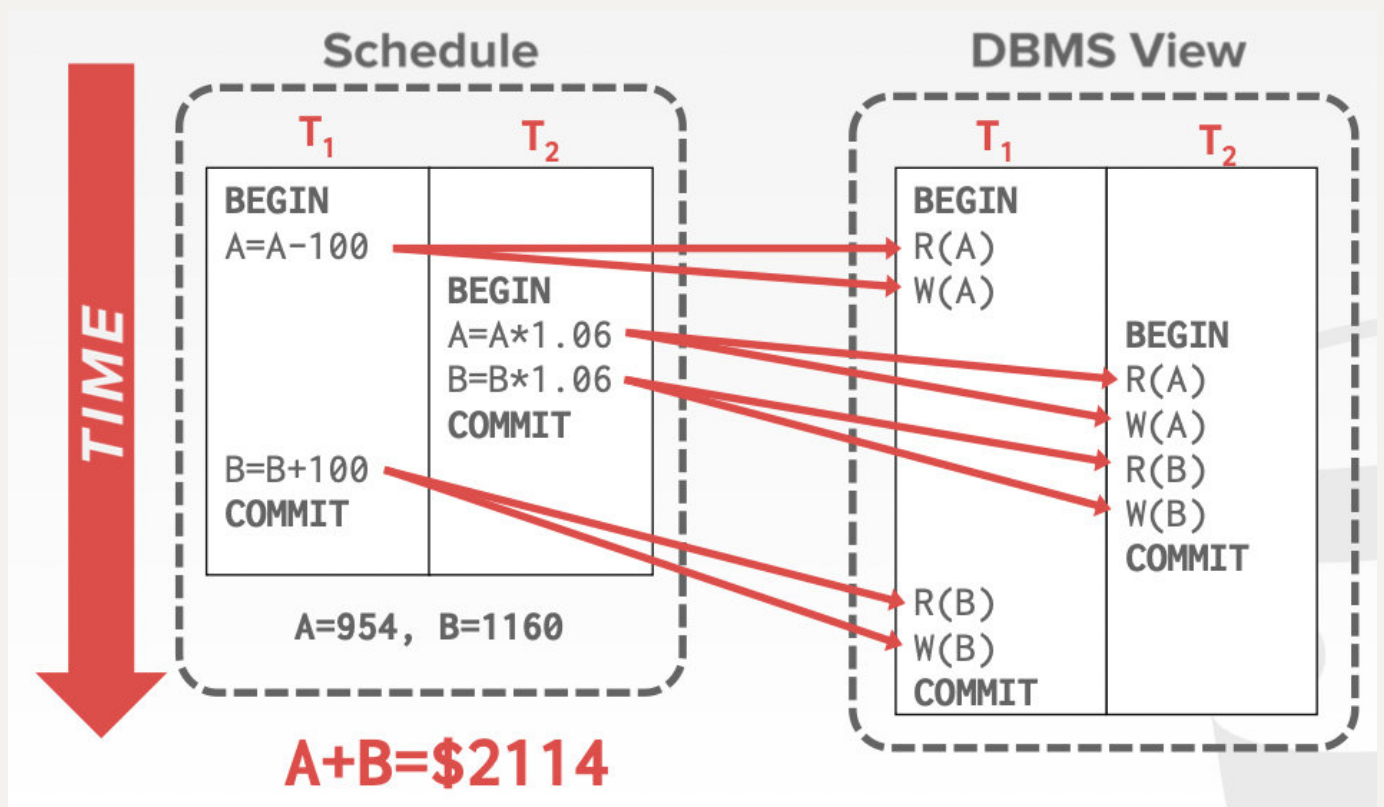 Schedule
DBMS View
TIME
T1
T2
BEGIN
A=A-100
BEGIN
A=A*1.06
B=B*1.06
COMMIT
B=B+100
COMMIT
A=954, B=1160
A+B=$2114
T1
T2
BEGIN
R(A)
W(A)
BEGIN
R(A)
W(A)
R(B)
W(B)
COMMIT
R(B)
W(B)
COMMIT